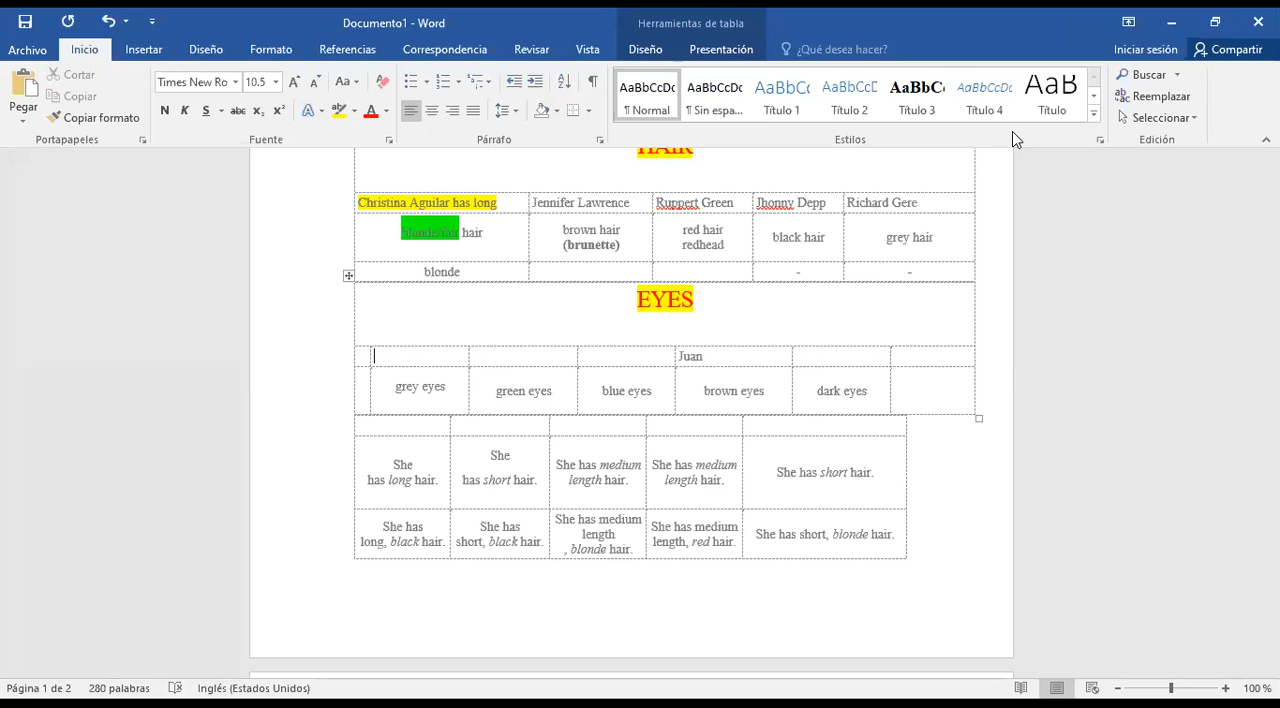 Documento1 - Word
Herramientas de tabla
Archivo Inicio Insertar Diseño Formato Referencias Correspondencia Revisar Vista Diseño Presentación ¿Qué desea hacer? Iniciar sesión Compartir
Pegar
Cortar
Copiar
Copiar formato
Portapapeles
Times New Ro 10.5
N K S abc x₂ x²
Fuente
Párrafo
AaBbCcDc AaBbCcDc AaBbCc AaBbCcD AaBbC AaBbCcDc AaB
¶ Normal ¶ Sin espa... Título 1 Título 2 Título 3 Título 4 Título
Estilos
Buscar
Reemplazar
Seleccionar
Edición
HAIR
Christina Aguilar has long Jennifer Lawrence Ruppert Green Jhonny Depp Richard Gere
hair brown hair (brunette) red hair redhead black hair grey hair
blonde - -
EYES
Juan
grey eyes green eyes blue eyes brown eyes dark eyes
She has long hair. She has short hair. She has medium length hair. She has medium length hair. She has short hair.
She has long, black hair. She has short, black hair. She has medium length , blonde hair. She has medium length, red hair. She has short, blonde hair.
Página 1 de 2 280 palabras Inglés (Estados Unidos) 100 %